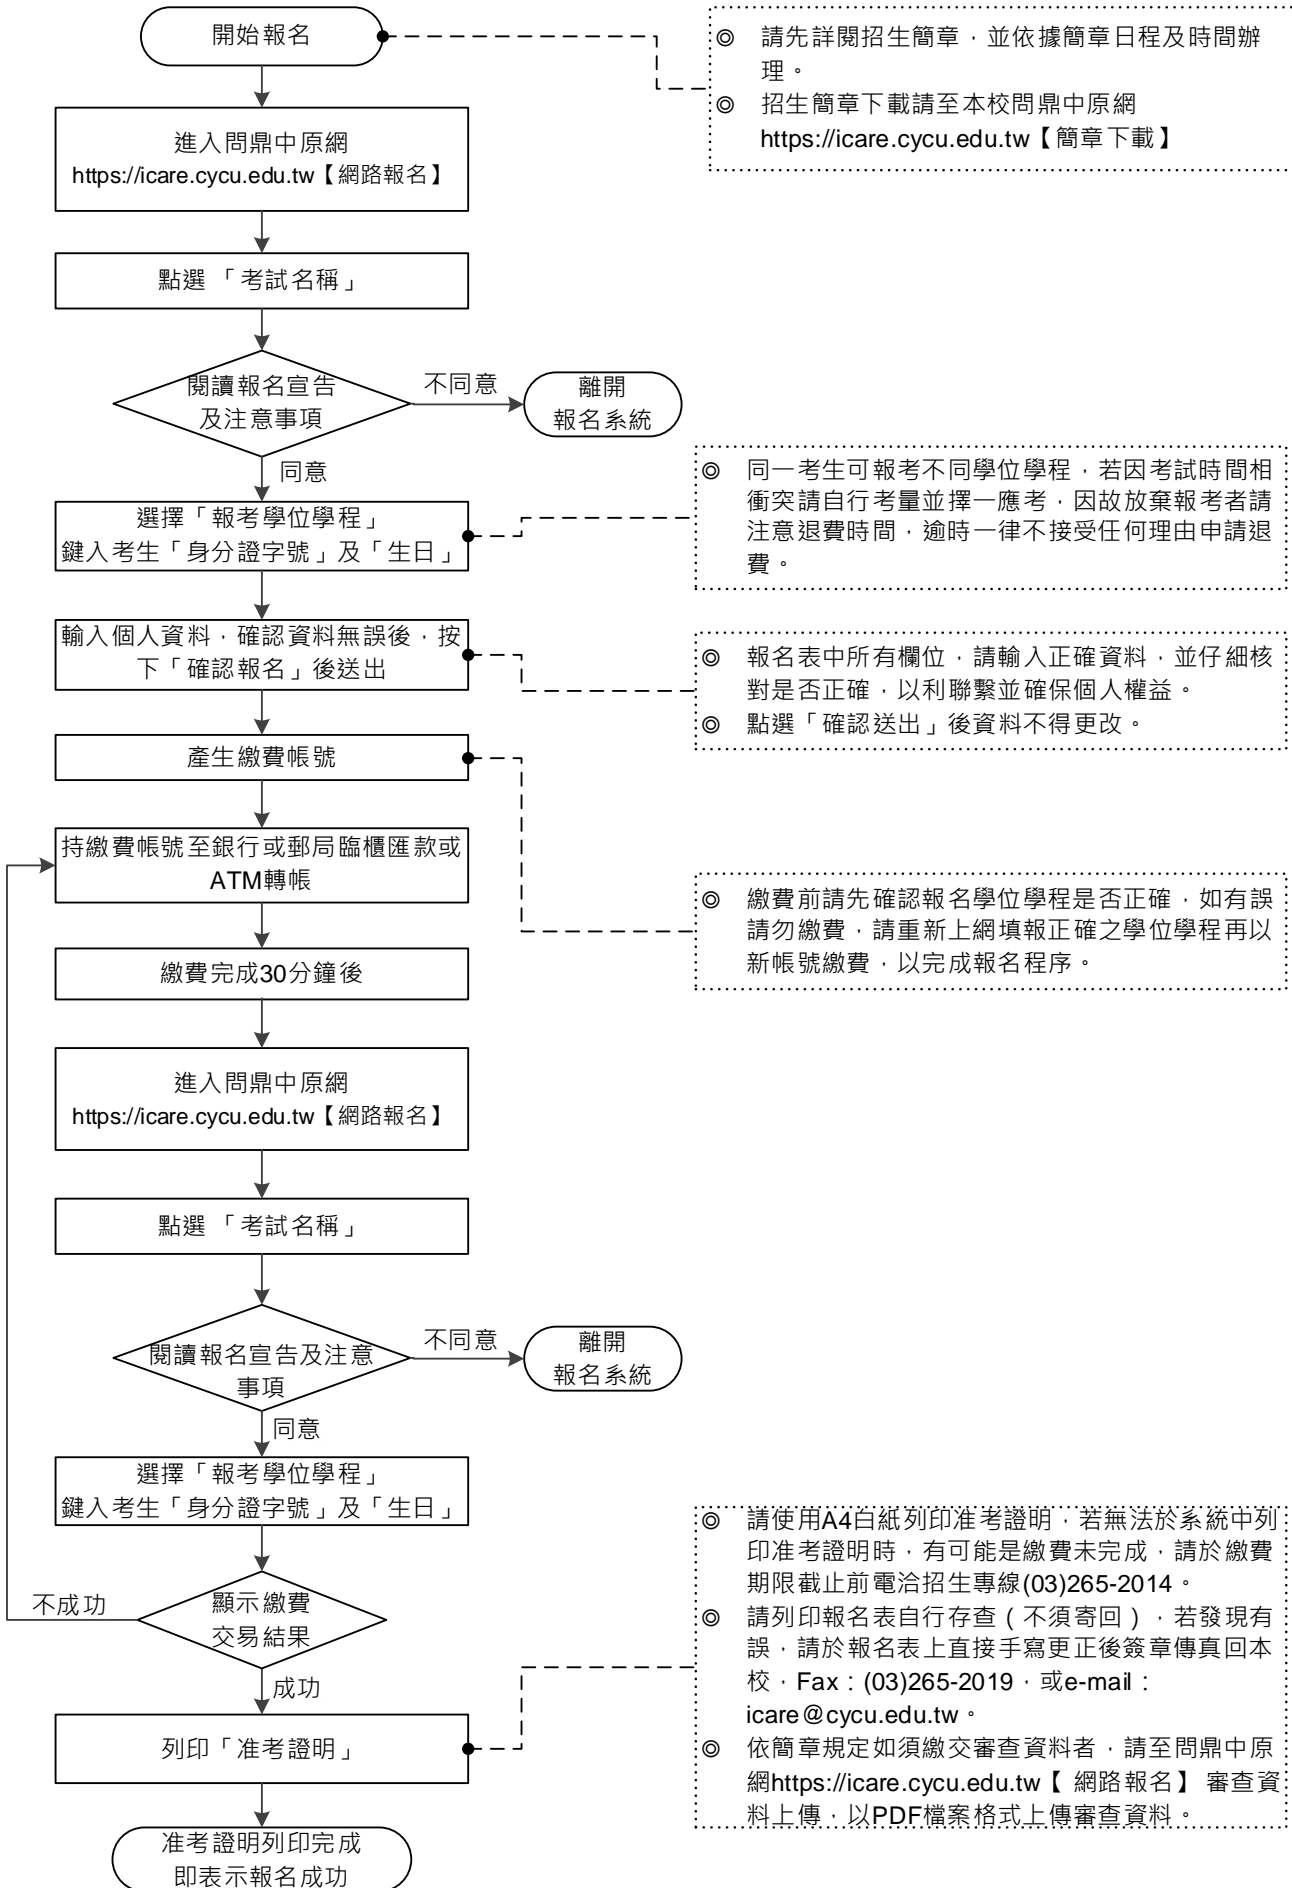 開始報名
◎ 請先詳閱招生簡章，並依據簡章日程及時間辦
理。
◎ 招生簡章下載請至本校問鼎中原網
https://icare.cycu.edu.tw【簡章下載】
進入問鼎中原網
https://icare.cycu.edu.tw【網路報名】
點選 「考試名稱」
閱讀報名宣告
及注意事項
不同意
離開
報名系統
同意
選擇「報考學位學程」
鍵入考生「身分證字號」及「生日」
◎ 同一考生可報考不同學位學程，若因考試時間相
衝突請自行考量並擇一應考，因故放棄報考者請
注意退費時間，逾時一律不接受任何理由申請退
費。
輸入個人資料，確認資料無誤後，按
下「確認報名」後送出
◎ 報名表中所有欄位，請輸入正確資料，並仔細核
對是否正確，以利聯繫並確保個人權益。
◎ 點選「確認送出」後資料不得更改。
產生繳費帳號
持繳費帳號至銀行或郵局臨櫃匯款或
ATM轉帳
◎ 繳費前請先確認報名學位學程是否正確，如有誤
請勿繳費，請重新上網填報正確之學位學程再以
新帳號繳費，以完成報名程序。
繳費完成30分鐘後
進入問鼎中原網
https://icare.cycu.edu.tw【網路報名】
點選 「考試名稱」
閱讀報名宣告及注意
事項
不同意
離開
報名系統
同意
選擇「報考學位學程」
鍵入考生「身分證字號」及「生日」
顯示繳費
交易結果
不成功
成功
列印「准考證明」
◎ 請使用A4白紙列印准考證明，若無法於系統中列
印准考證明時，有可能是繳費未完成，請於繳費
期限截止前電洽招生專線(03)265-2014。
◎ 請列印報名表自行存查（不須寄回），若發現有
誤，請於報名表上直接手寫更正後簽章傳真回本
校，Fax：(03)265-2019，或e-mail：
icare@cycu.edu.tw。
◎ 依簡章規定如須繳交審查資料者，請至問鼎中原
網https://icare.cycu.edu.tw【 網路報名】 審查資
料上傳，以PDF檔案格式上傳審查資料。
准考證明列印完成
即表示報名成功